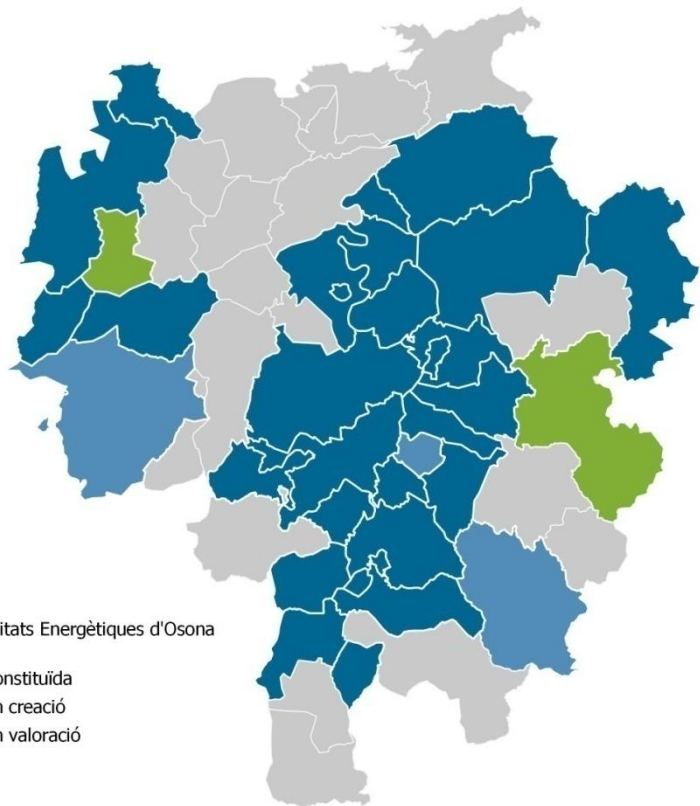 itats Energètiques d'Osona
onstituïda
n creació
n valoració